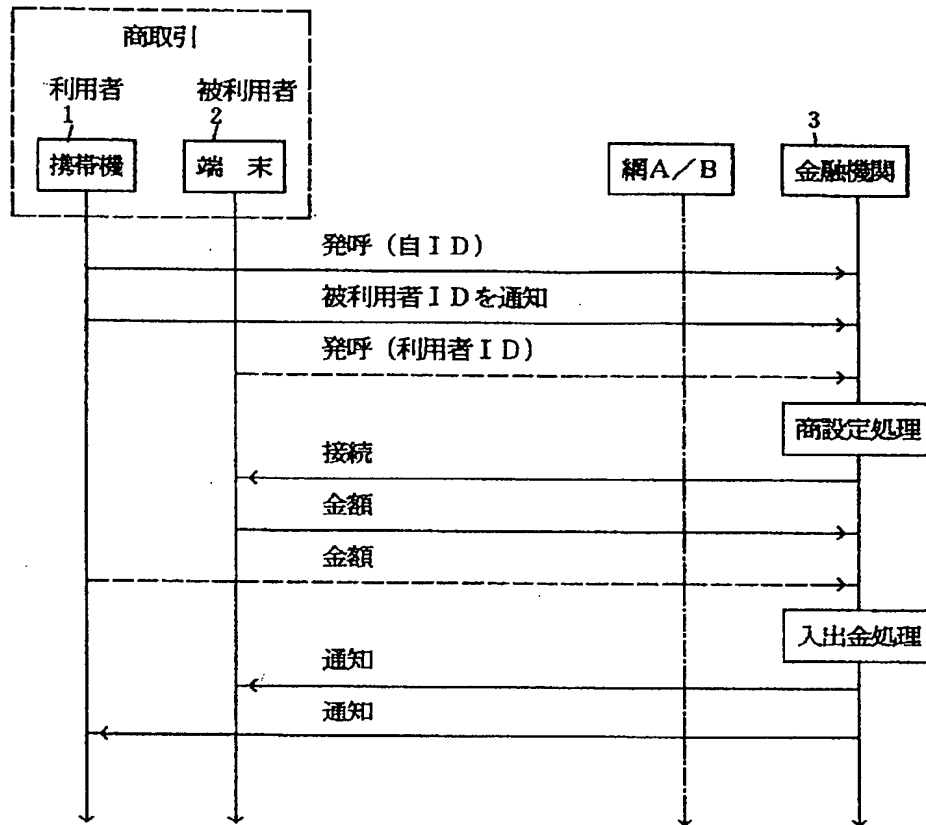 商取引
利用者
被利用者
1
2
3
携帯機
端　末
網A／B
金融機関
発呼（自ＩＤ）
被利用者ＩＤを通知
発呼（利用者ＩＤ）
商設定処理
接続
金額
金額
入出金処理
通知
通知